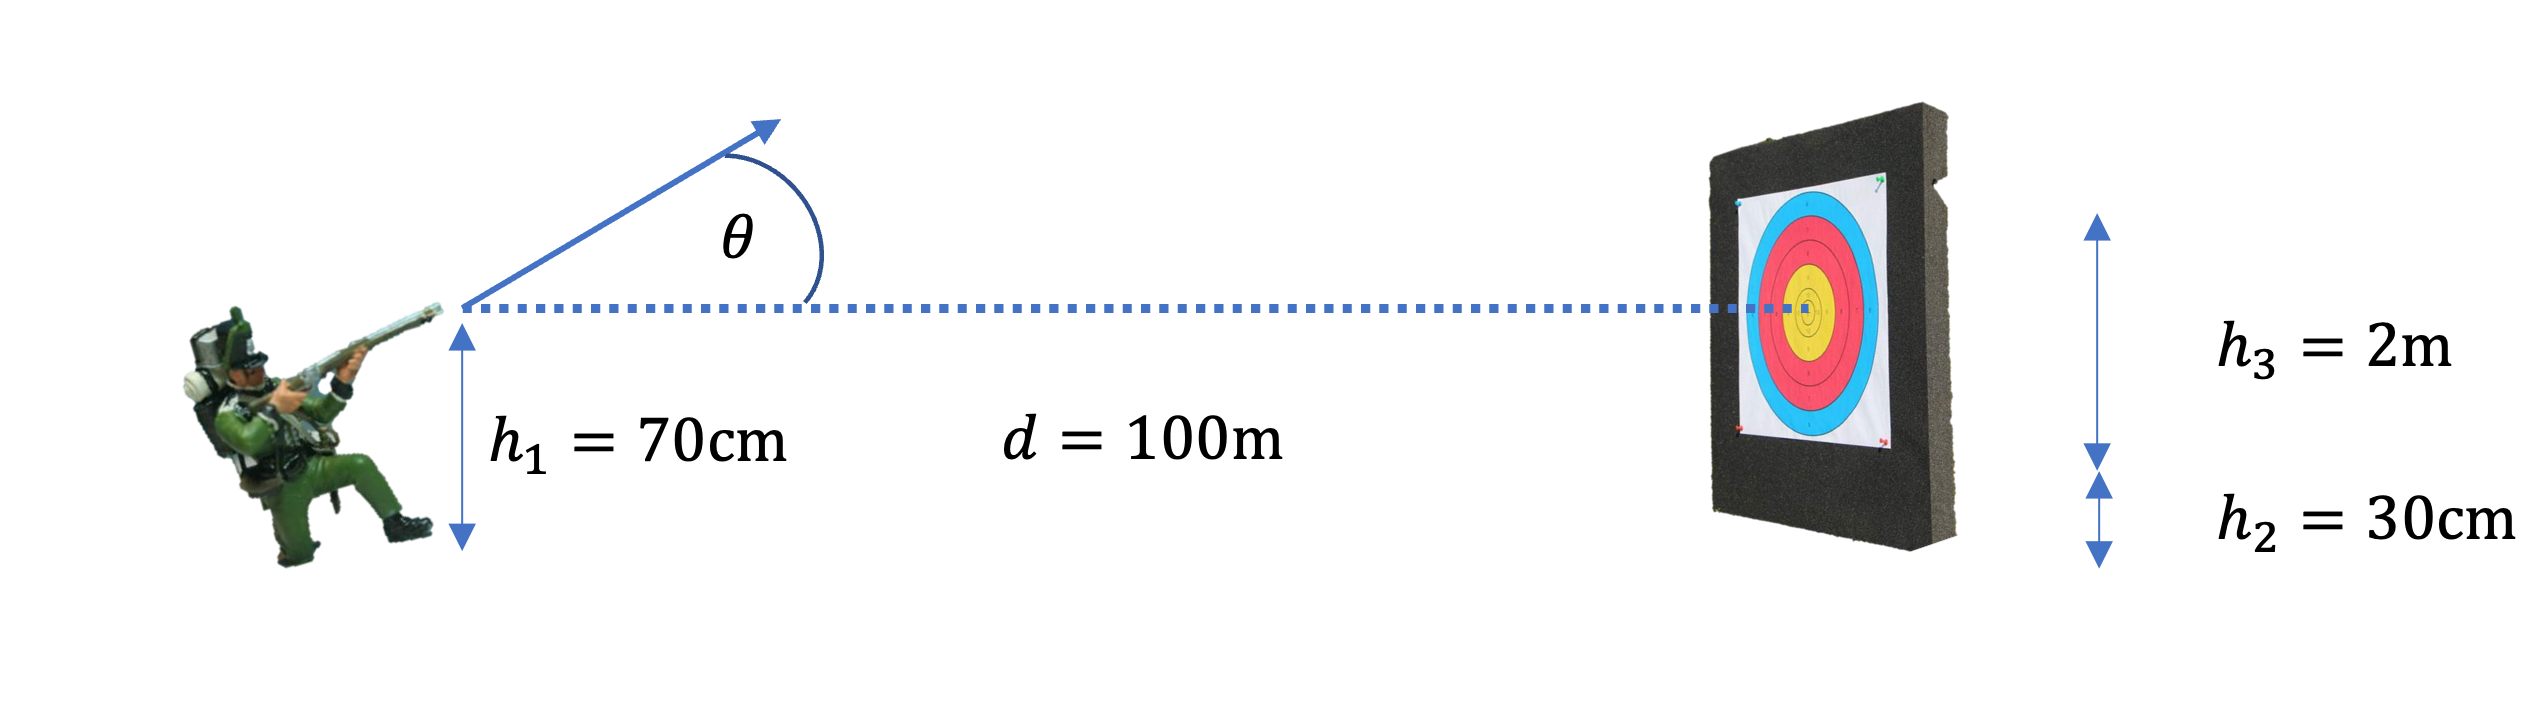 θ
h₁ = 70cm
d = 100m
h₃ = 2m
h₂ = 30cm